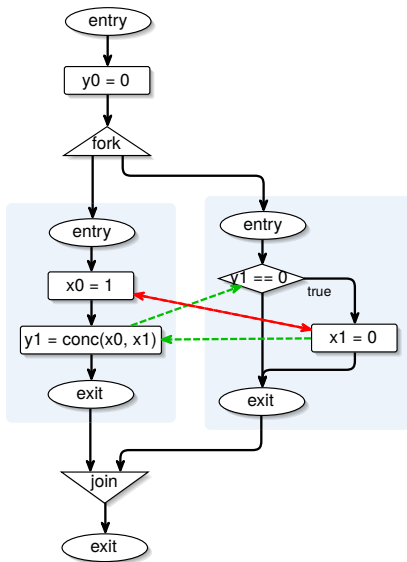 entry
y0 = 0
fork
entry
x0 = 1
y1 = conc(x0, x1)
exit
entry
y1 == 0
true
x1 = 0
exit
join
exit